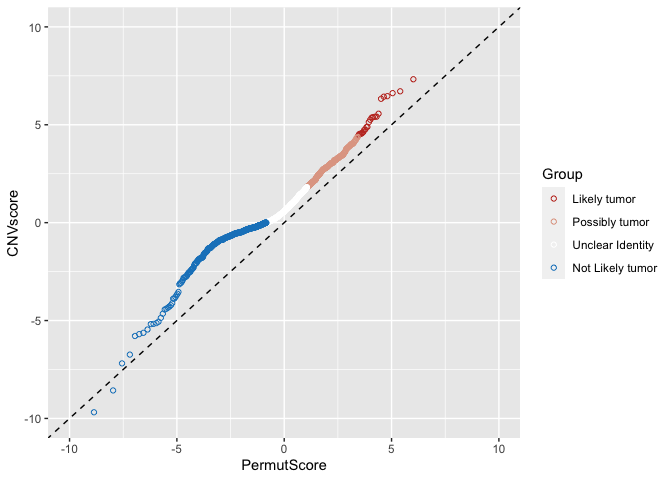 10
5
0
-5
-10
CNVscore
-10
-5
0
5
10
PermutScore
Group
Likely tumor
Possibly tumor
Unclear Identity
Not Likely tumor